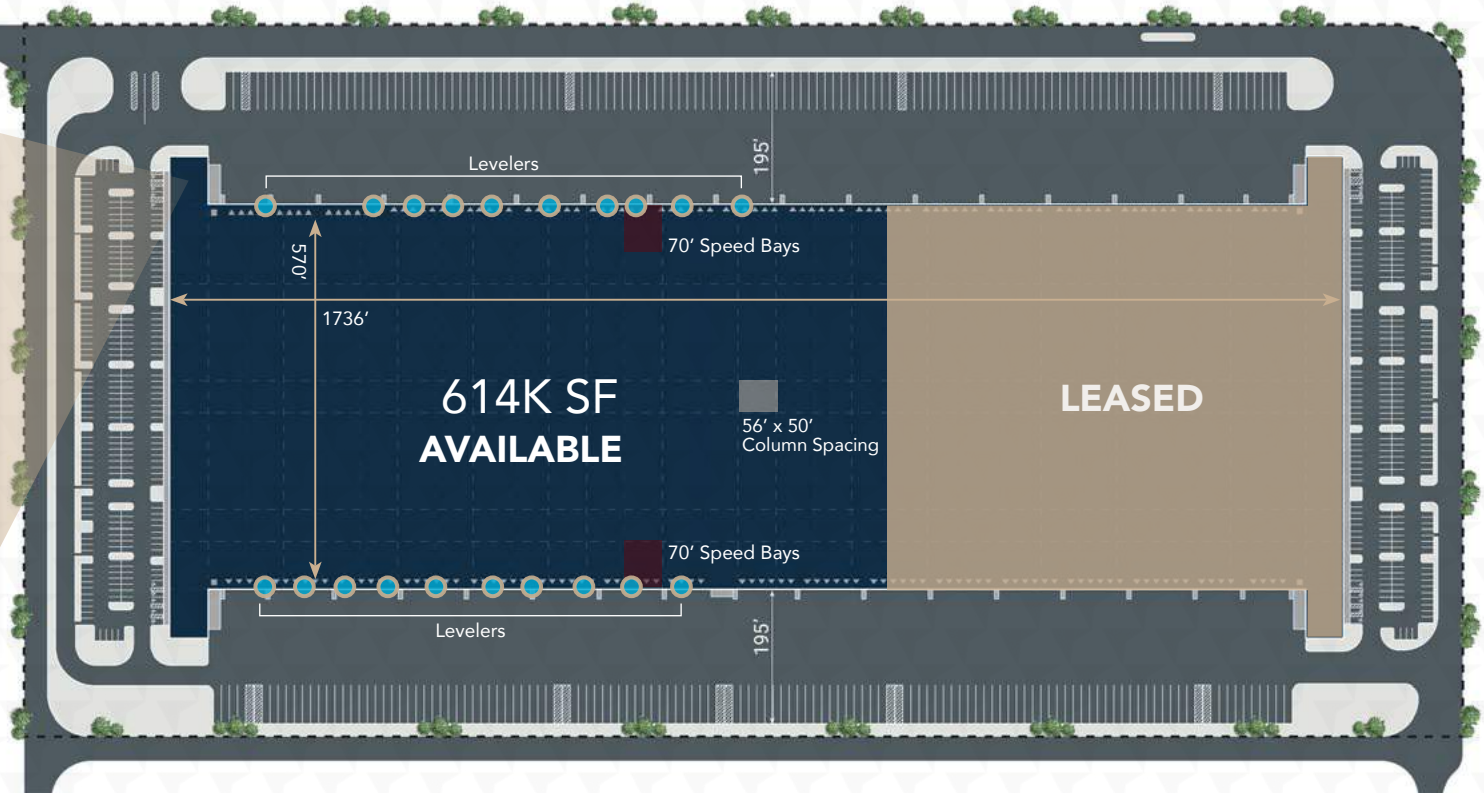 Levelers
195’
70’ Speed Bays
570’
1736’
614K SF
AVAILABLE
LEASED
56’ x 50’
Column Spacing
70’ Speed Bays
Levelers
195’